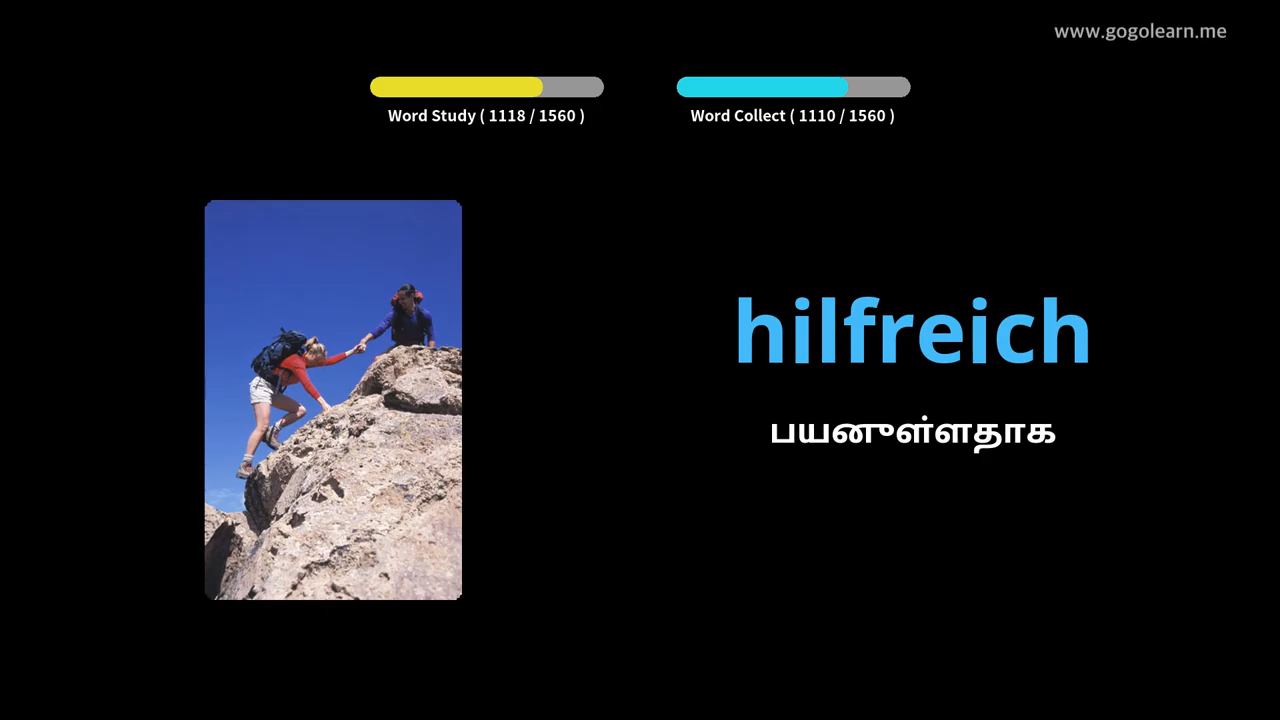 www.gogolearn.me
Word Study ( 1118 / 1560 )
Word Collect ( 1110 / 1560 )
hilfreich
பயனுள்ளதாக